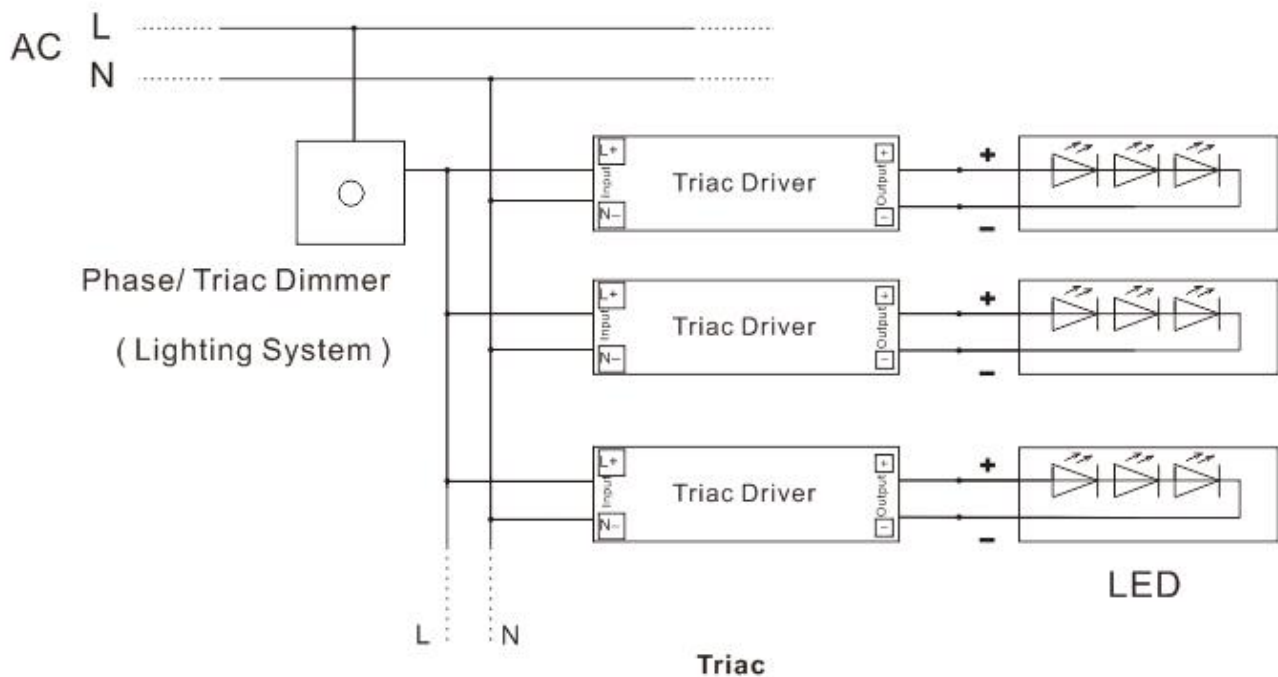 AC L
N
L+
Input
N~
Triac Driver
+
Output
-
+
-
Phase/ Triac Dimmer
( Lighting System )
L+
Input
N~
Triac Driver
+
Output
-
+
-
L+
Input
N~
Triac Driver
+
Output
-
+
-
LED
L N
Triac